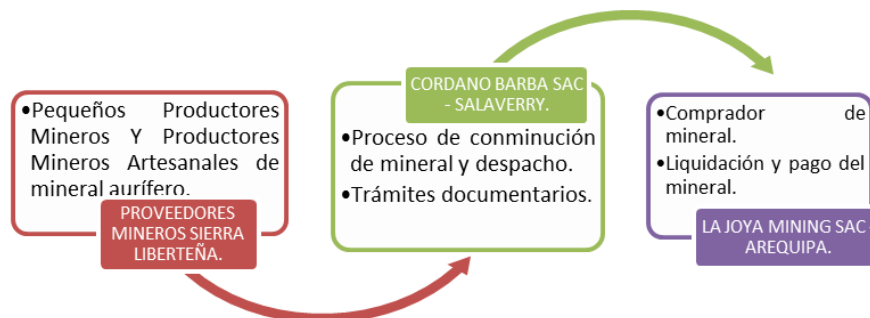 •Pequeños Productores
Mineros Y Productores
Mineros Artesanales de
mineral aurífero.
PROVEEDORES
MINEROS SIERRA
LIBERTEÑA.
CORDANO BARBA SAC
- SALAVERRY.
•Proceso de conminución
de mineral y despacho.
•Trámites documentarios.
•Comprador de
mineral.
•Liquidación y pago del
mineral.
LA JOYA MINING SAC -
AREQUIPA.